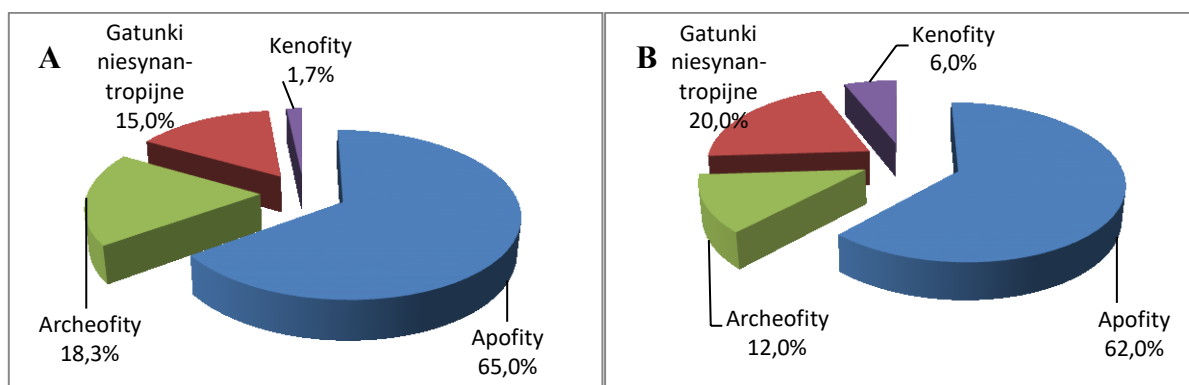 A
Gatunki
niesynan-
tropijne
15,0%
Kenofity
1,7%
Archeofity
18,3%
Apofity
65,0%
B
Gatunki
niesynan-
tropijne
20,0%
Kenofity
6,0%
Archeofity
12,0%
Apofity
62,0%